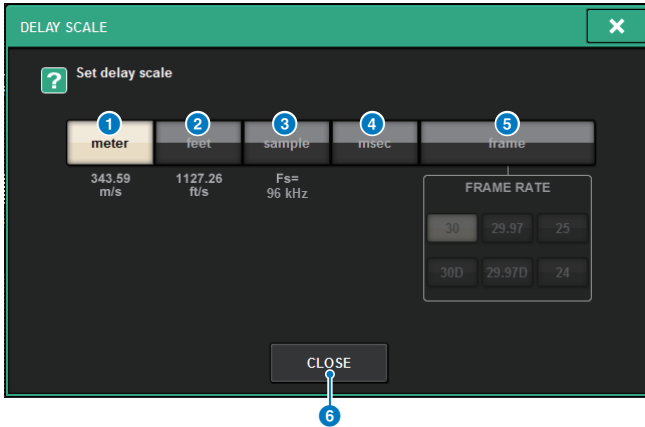 DELAY SCALE
?
Set delay scale
1 2 3 4 5
meter feet sample msec frame
343.59 1127.26 Fs=
m/s ft/s 96 kHz
FRAME RATE
30 29.97 25
30D 29.97D 24
CLOSE
6